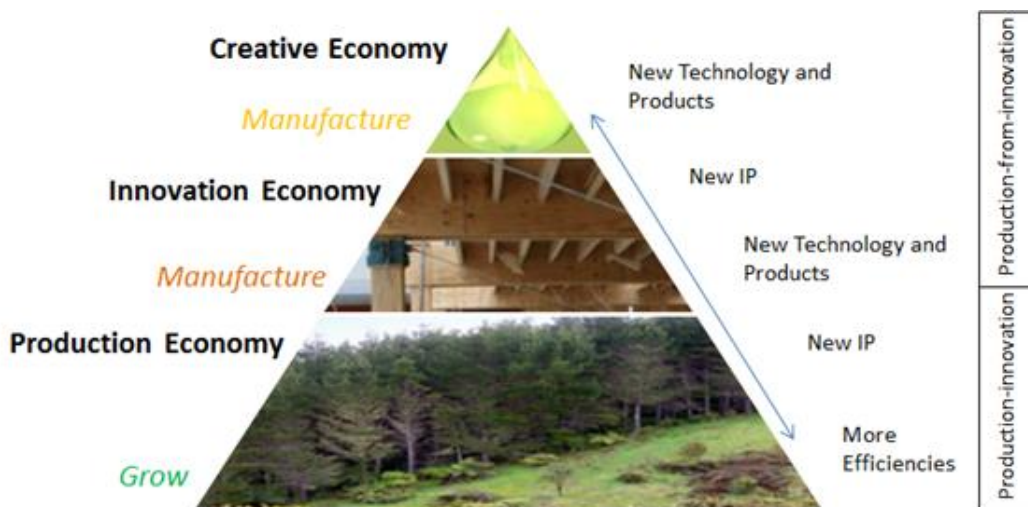 Creative Economy
Manufacture
Innovation Economy
Manufacture
Production Economy
Grow
New Technology and
Products
New IP
New Technology and
Products
New IP
More
Efficiencies
Production-from-innovation
Production-innovation